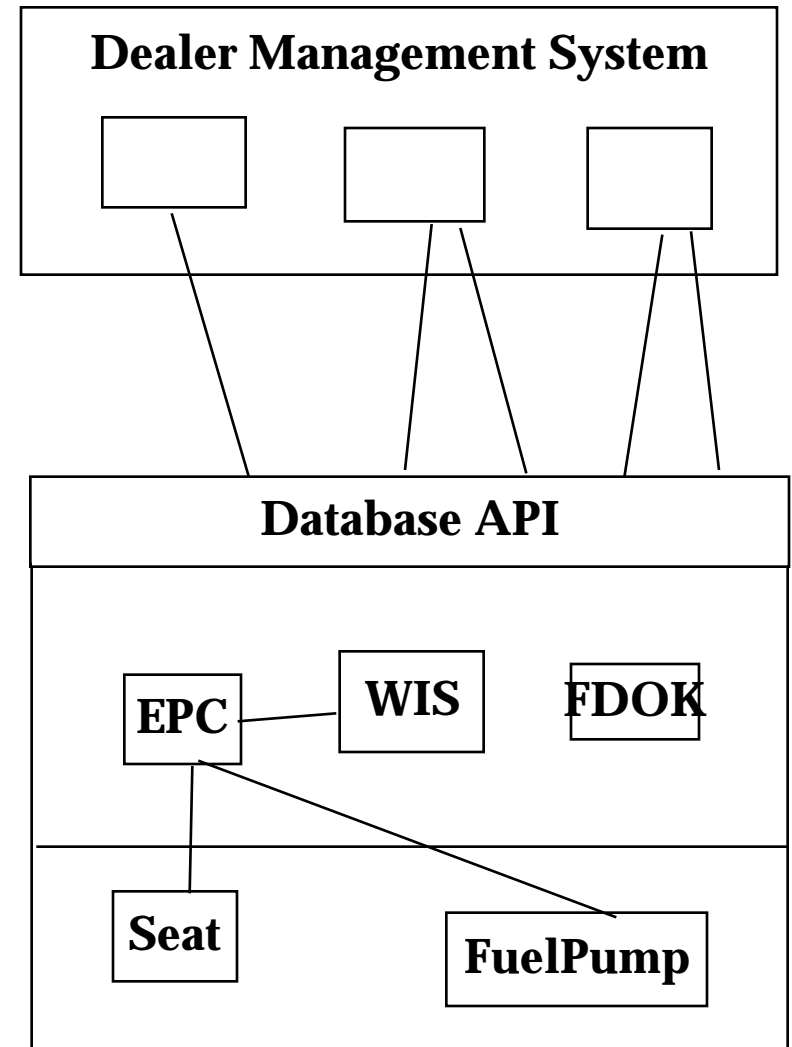 Dealer Management System
Database API
EPC
WIS
FDOK
Seat
FuelPump